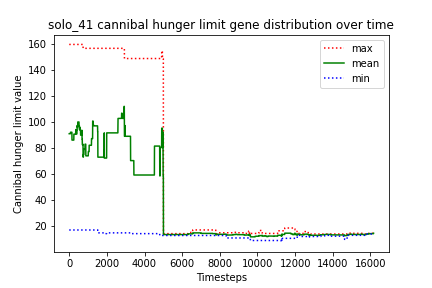 solo_41 cannibal hunger limit gene distribution over time
160
140
120
100
80
60
40
20
Cannibal hunger limit value
max
mean
min
0
2000
4000
6000
8000
10000
12000
14000
16000
Timesteps